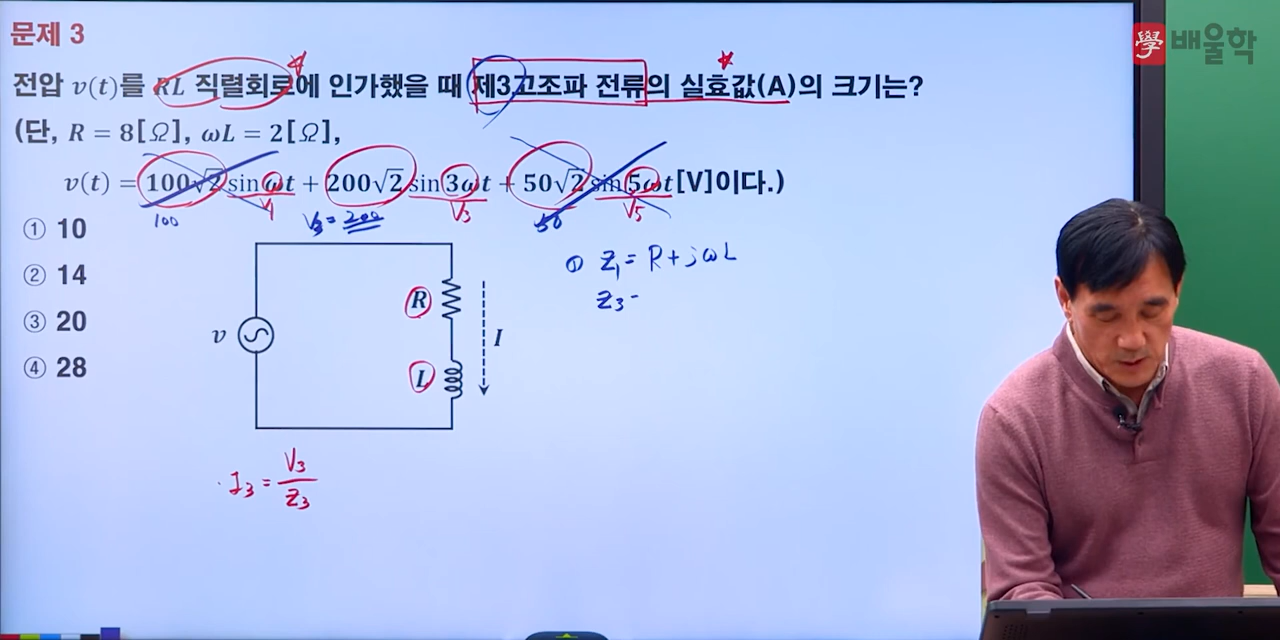 문제 3
學 배울학
전압 v(t)를 RL 직렬회로에 인가했을 때 제3고조파 전류의 실효값(A)의 크기는?
(단, R = 8[Ω], ωL = 2[Ω],
v(t) = 100√2 sin ωt + 200√2 sin 3ωt + 50√2 sin 5ωt[V]이다.)
100 V₃ = 200 V₁ V₃ 50 V₅
① 10
② 14
③ 20
④ 28
v
R
L
I
① Z₁ = R + jωL
Z₃ -
I₃ = V₃ / Z₃